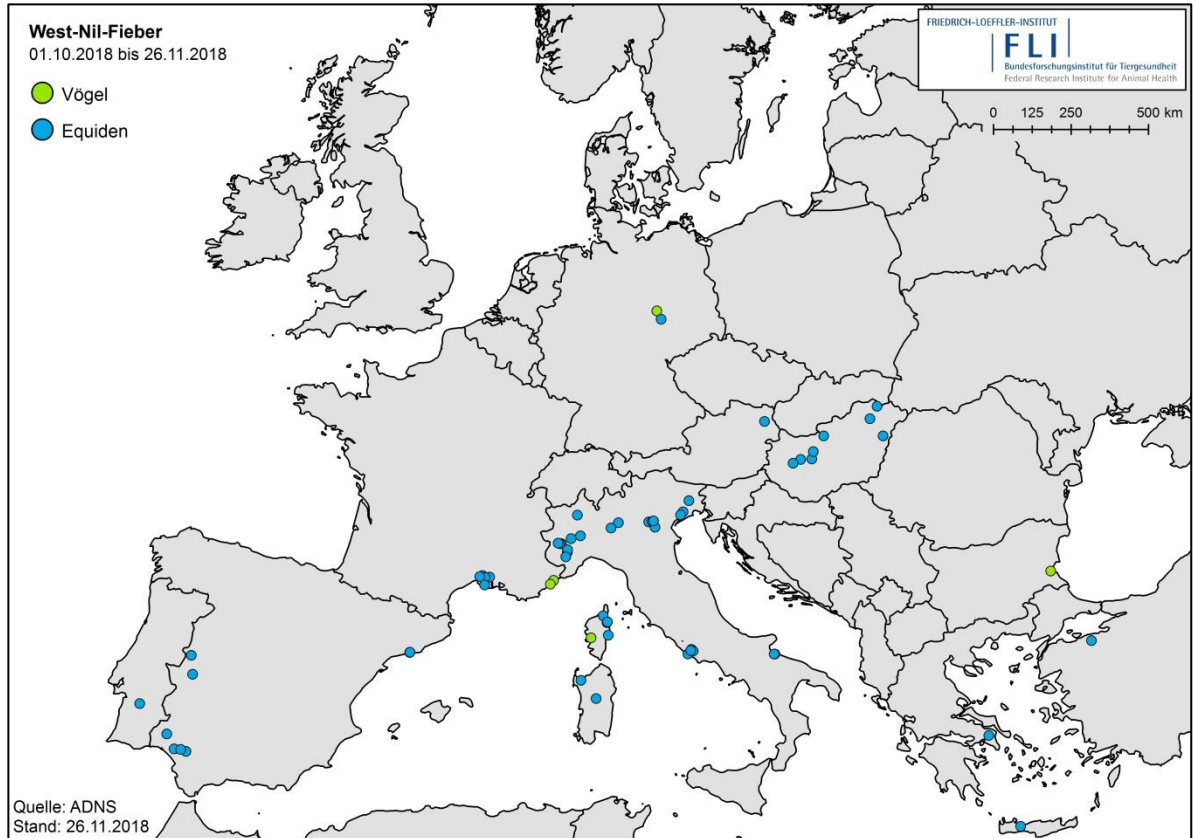 West-Nil-Fieber
01.10.2018 bis 26.11.2018
Vögel
Equiden
FRIEDRICH-LOEFFLER-INSTITUT
FLI
Bundesforschungsinstitut für Tiergesundheit
Federal Research Institute for Animal Health
0 125 250 500 km
Quelle: ADNS
Stand: 26.11.2018